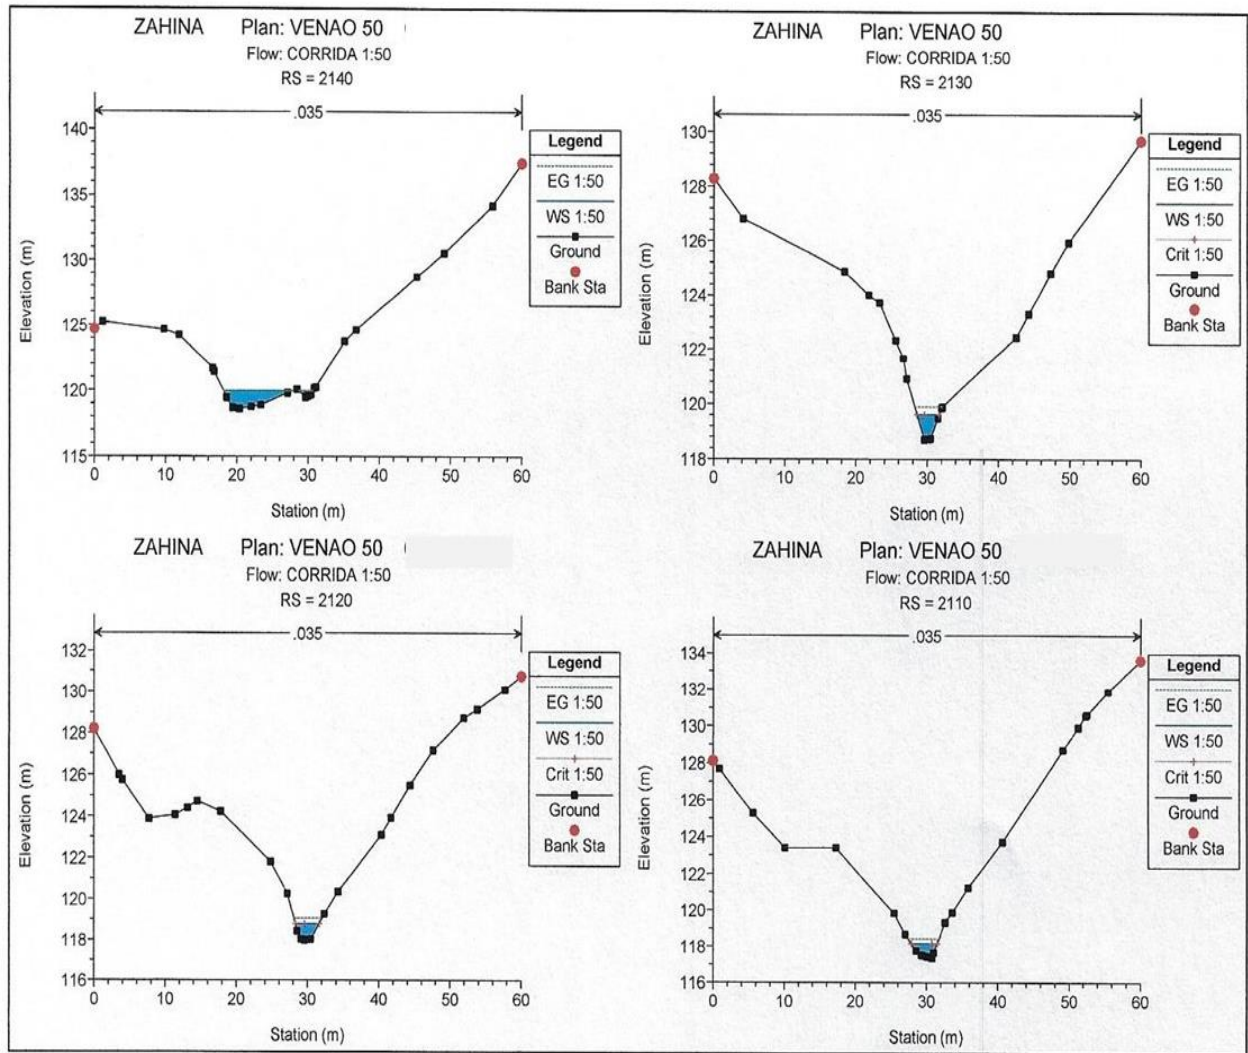 ZAHINA Plan: VENAO 50
Flow: CORRIDA 1:50
RS = 2140
.035
Elevation (m)
140
135
130
125
120
115
0 10 20 30 40 50 60
Station (m)
Legend
EG 1:50
WS 1:50
Ground
Bank Sta
ZAHINA Plan: VENAO 50
Flow: CORRIDA 1:50
RS = 2130
.035
Elevation (m)
130
128
126
124
122
120
118
0 10 20 30 40 50 60
Station (m)
Legend
EG 1:50
WS 1:50
Crit 1:50
Ground
Bank Sta
ZAHINA Plan: VENAO 50
Flow: CORRIDA 1:50
RS = 2120
.035
Elevation (m)
132
130
128
126
124
122
120
118
116
0 10 20 30 40 50 60
Station (m)
Legend
EG 1:50
WS 1:50
Crit 1:50
Ground
Bank Sta
ZAHINA Plan: VENAO 50
Flow: CORRIDA 1:50
RS = 2110
.035
Elevation (m)
134
132
130
128
126
124
122
120
118
116
0 10 20 30 40 50 60
Station (m)
Legend
EG 1:50
WS 1:50
Crit 1:50
Ground
Bank Sta